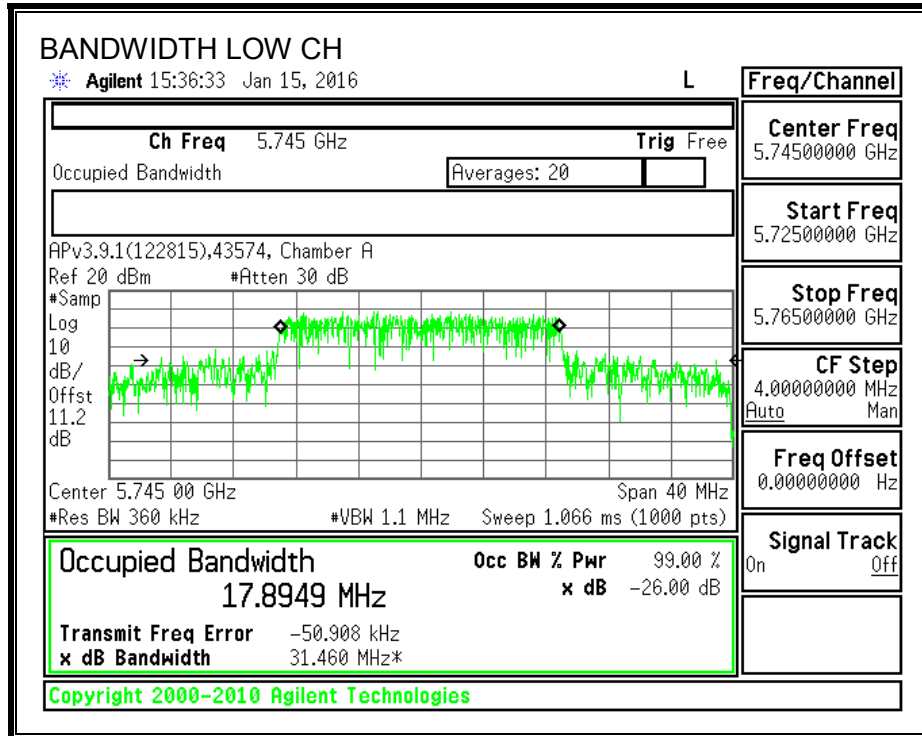 BANDWIDTH LOW CH
Agilent 15:36:33 Jan 15, 2016 L
Freq/Channel
Ch Freq 5.745 GHz Trig Free
Occupied Bandwidth Averages: 20
APv3.9.1(122815),43574, Chamber A
Ref 20 dBm #Atten 30 dB
#Samp
Log
10
dB/
Offst
11.2
dB
Center 5.745 00 GHz Span 40 MHz
#Res BW 360 kHz #VBW 1.1 MHz Sweep 1.066 ms (1000 pts)
Occupied Bandwidth Occ BW % Pwr 99.00 %
17.8949 MHz x dB -26.00 dB
Transmit Freq Error -50.908 kHz
x dB Bandwidth 31.460 MHz*
Copyright 2000-2010 Agilent Technologies
Center Freq
5.74500000 GHz
Start Freq
5.72500000 GHz
Stop Freq
5.76500000 GHz
CF Step
4.00000000 MHz
Auto Man
Freq Offset
0.00000000 Hz
Signal Track
On Off